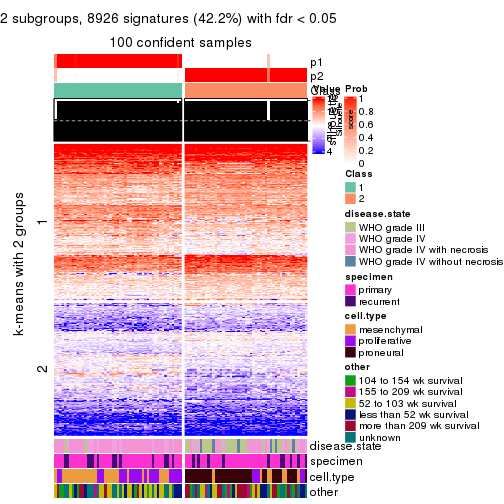 2 subgroups, 8926 signatures (42.2%) with fdr < 0.05
100 confident samples
p1
p2
Class
Value
Prob
1
0.8
0.6
0.4
0.2
0
4
silhouette
score
Class
1
2
disease.state
WHO grade III
WHO grade IV
WHO grade IV with necrosis
WHO grade IV without necrosis
specimen
primary
recurrent
cell.type
mesenchymal
proliferative
proneural
other
104 to 154 wk survival
155 to 209 wk survival
52 to 103 wk survival
less than 52 wk survival
more than 209 wk survival
unknown
k-means with 2 groups
1
2
disease.state
specimen
cell.type
other